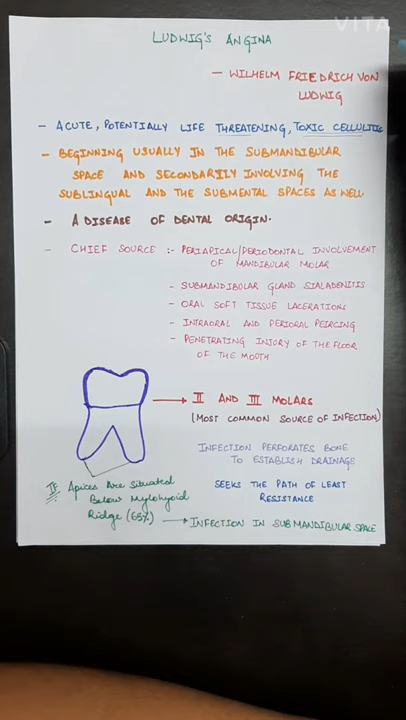 VITA
LUDWIG'S ANGINA
- WILHELM FRIEDRICH VON
LUDWIG
- ACUTE, POTENTIALLY LIFE THREATENING, TOXIC CELLULITIS
- BEGINNING USUALLY IN THE SUBMANDIBULAR
SPACE AND SECONDARILY INVOLVING THE
SUBLINGUAL AND THE SUBMENTAL SPACES AS WELL
- A DISEASE OF DENTAL ORIGIN.
- CHIEF SOURCE :- PERIAPICAL/PERIODONTAL INVOLVEMENT
OF MANDIBULAR MOLAR
- SUBMANDIBULAR GLAND SIALADENITIS
- ORAL SOFT TISSUE LACERATIONS
- INTRAORAL AND PERIORAL PEIRCING
- PENETRATING INJURY OF THE FLOOR
OF THE MOUTH
→ II AND III MOLARS
(MOST COMMON SOURCE OF INFECTION)
INFECTION PERFORATES BONE
TO ESTABLISH DRAINAGE
SEEKS THE PATH OF LEAST
RESISTANCE
IF Apices Are Situated
Below Mylohyoid
Ridge (65%) → INFECTION IN SUBMANDIBULAR SPACE